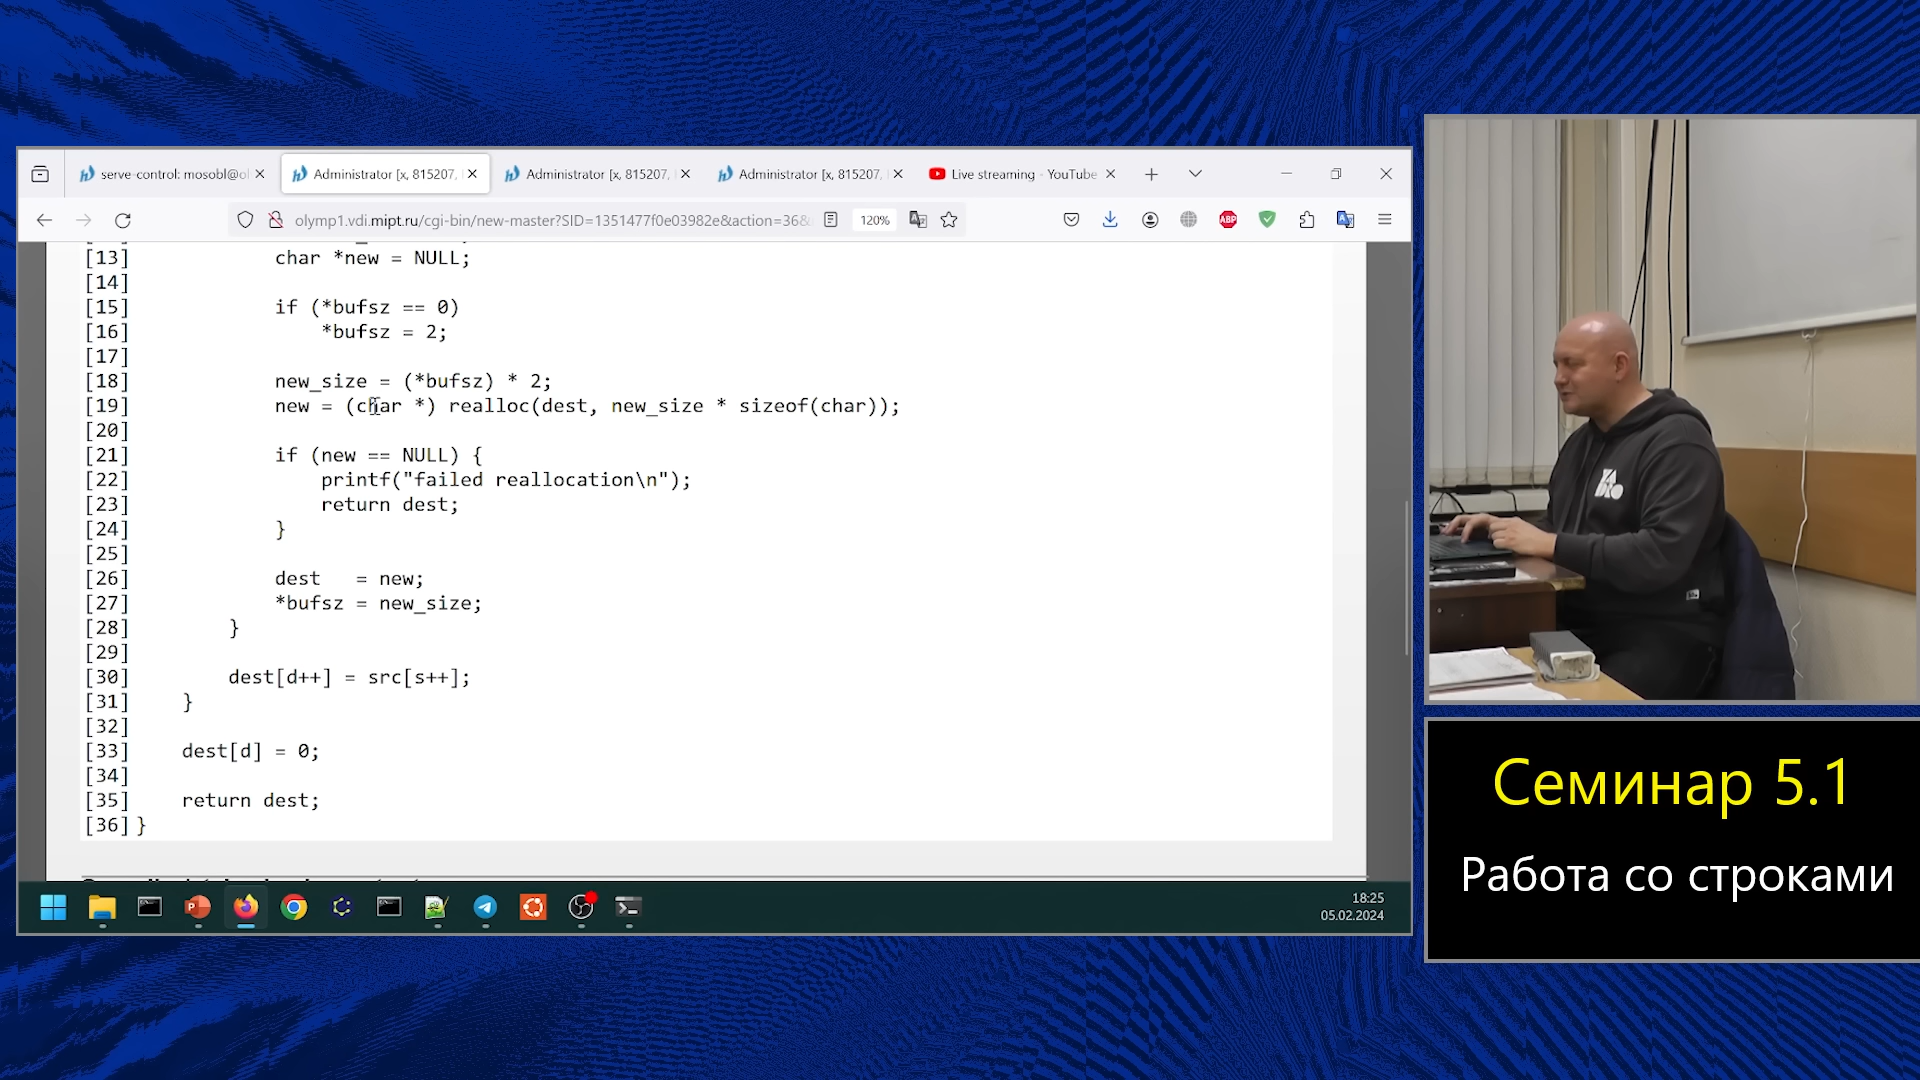 serve-control: mosobl@ol
Administrator [x, 815207,
Administrator [x, 815207,
Administrator [x, 815207,
Live streaming - YouTube
olymp1.vdi.mipt.ru/cgi-bin/new-master?SID=1351477f0e03982e&action=36&
120%
ABP
[13] char *new = NULL;
[14]
[15] if (*bufsz == 0)
[16] *bufsz = 2;
[17]
[18] new_size = (*bufsz) * 2;
[19] new = (char *) realloc(dest, new_size * sizeof(char));
[20]
[21] if (new == NULL) {
[22] printf("failed reallocation\n");
[23] return dest;
[24] }
[25]
[26] dest = new;
[27] *bufsz = new_size;
[28] }
[29]
[30] dest[d++] = src[s++];
[31] }
[32]
[33] dest[d] = 0;
[34]
[35] return dest;
[36] }
18:25
05.02.2024
Семинар 5.1
Работа со строками